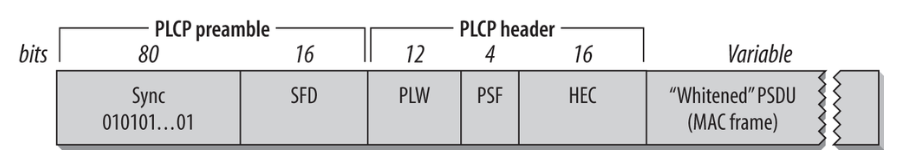 PLCP preamble PLCP header
bits 80 16 12 4 16 Variable
Sync SFD PLW PSF HEC “Whitened” PSDU
010101…01 (MAC frame)